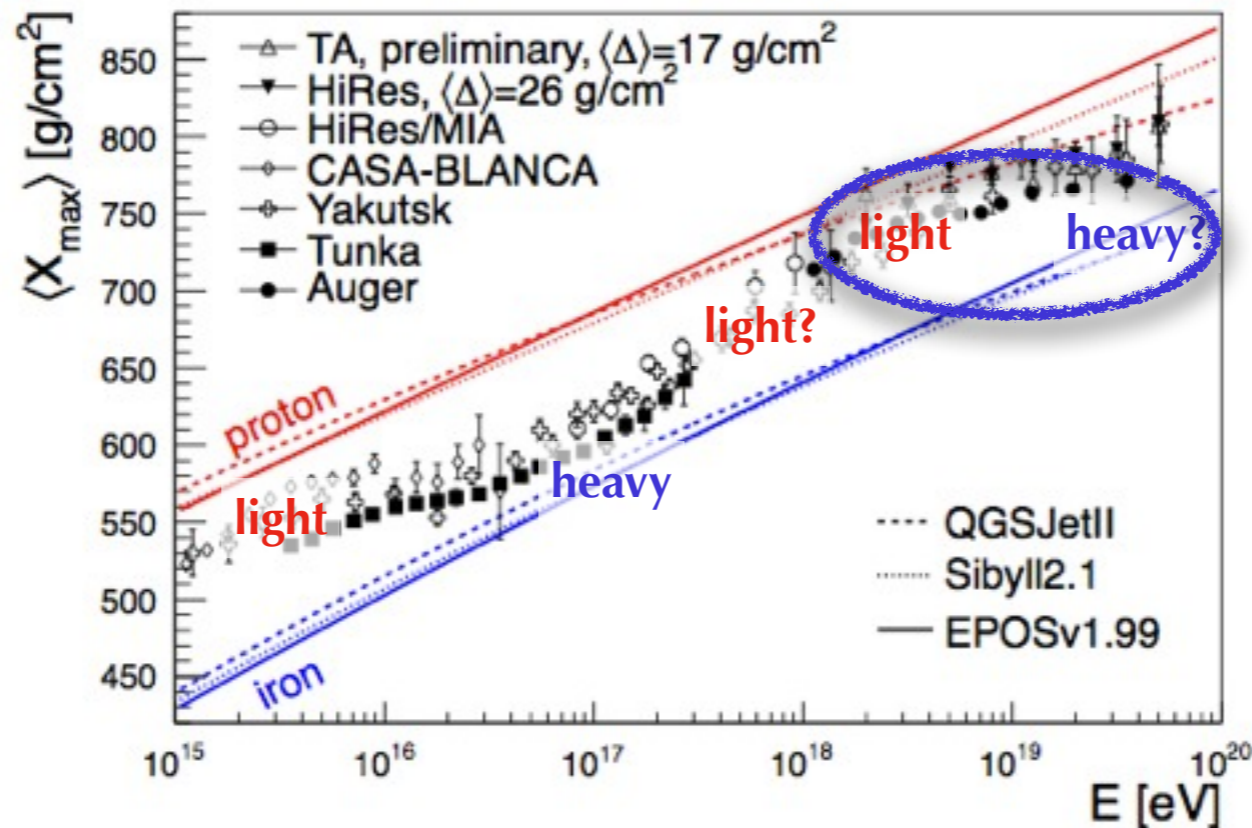 ⟨X_max⟩ [g/cm²]
850
800
750
700
650
600
550
500
450
TA, preliminary, ⟨Δ⟩=17 g/cm²
HiRes, ⟨Δ⟩=26 g/cm²
HiRes/MIA
CASA-BLANCA
Yakutsk
Tunka
Auger
light heavy?
light?
proton
heavy
light
iron
QGSJetII
Sibyll2.1
EPOSv1.99
10¹⁵ 10¹⁶ 10¹⁷ 10¹⁸ 10¹⁹ 10²⁰
E [eV]